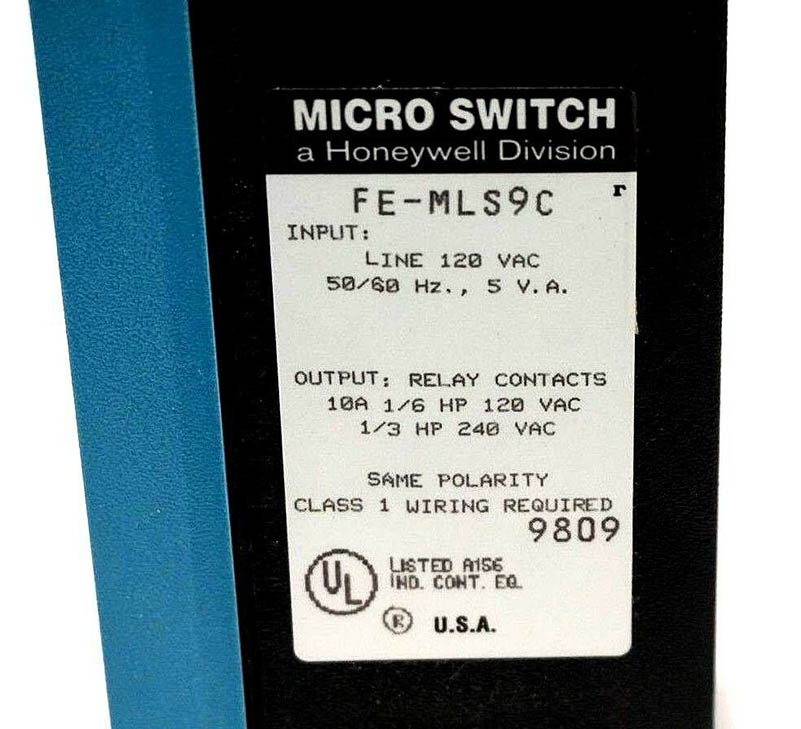 MICRO SWITCH
a Honeywell Division
FE-MLS9C r
INPUT:
LINE 120 VAC
50/60 Hz., 5 V.A.
OUTPUT; RELAY CONTACTS
10A 1/6 HP 120 VAC
1/3 HP 240 VAC
SAME POLARITY
CLASS 1 WIRING REQUIRED
9809
UL LISTED A156
IND. CONT. EQ.
® U.S.A.